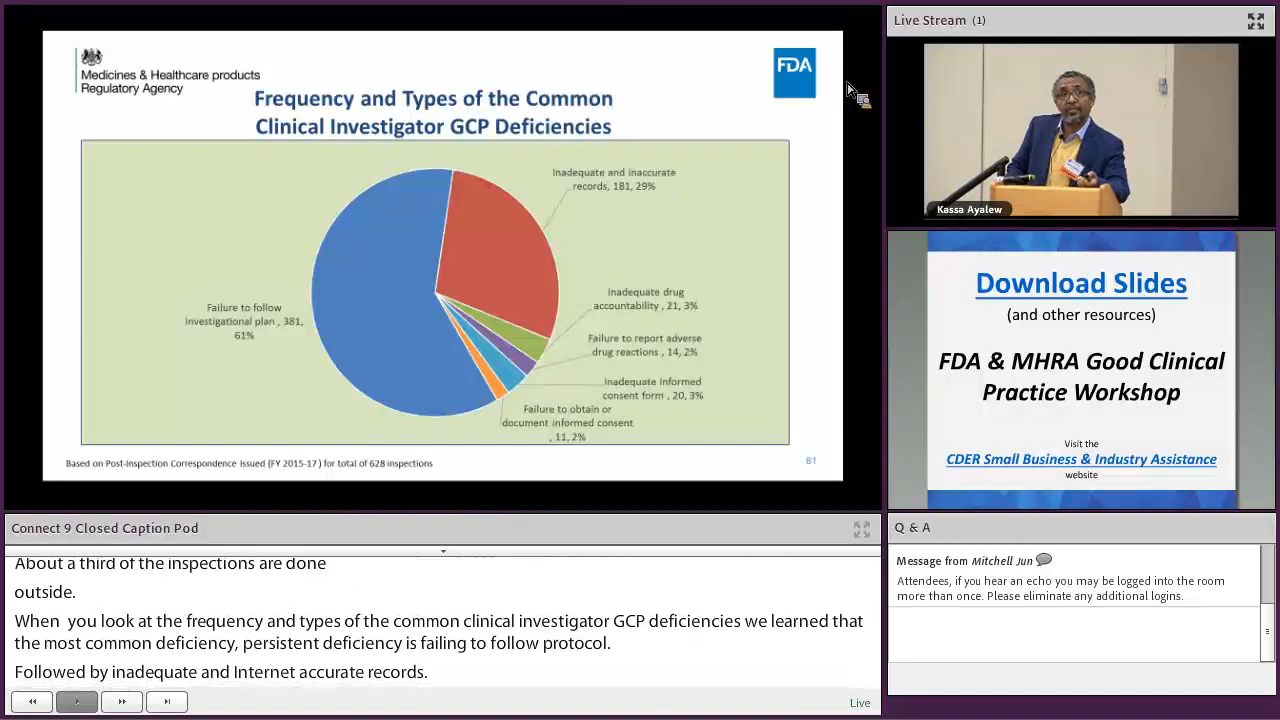 Medicines & Healthcare products
Regulatory Agency
FDA
Frequency and Types of the Common
Clinical Investigator GCP Deficiencies
Inadequate and inaccurate
records, 181, 29%
Inadequate drug
accountability , 21, 3%
Failure to report adverse
drug reactions , 14, 2%
Inadequate informed
consent form , 20, 3%
Failure to obtain or
document informed consent
, 11, 2%
Failure to follow
investigational plan , 381,
61%
Based on Post-Inspection Correspondence Issued (FY 2015-17 ) for total of 628 inspections
81
Live Stream (1)
Kassa Ayalew
Download Slides
(and other resources)
FDA & MHRA Good Clinical
Practice Workshop
Visit the
CDER Small Business & Industry Assistance
website
Connect 9 Closed Caption Pod
About a third of the inspections are done
outside.
When you look at the frequency and types of the common clinical investigator GCP deficiencies we learned that
the most common deficiency, persistent deficiency is failing to follow protocol.
Followed by inadequate and Internet accurate records.
Live
Q & A
Message from Mitchell Jun
Attendees, if you hear an echo you may be logged into the room
more than once. Please eliminate any additional logins.